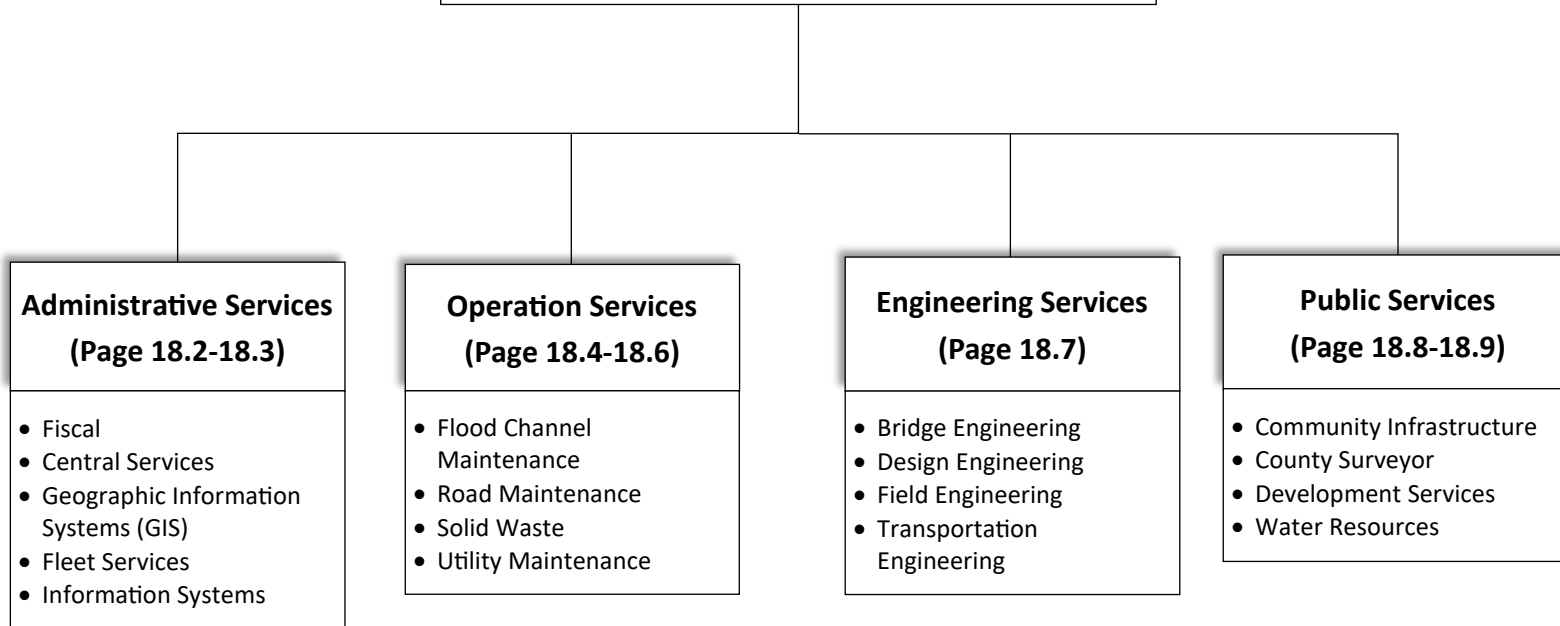 Administrative Services
(Page 18.2-18.3)
• Fiscal
• Central Services
• Geographic Information
Systems (GIS)
• Fleet Services
• Information Systems
Operation Services
(Page 18.4-18.6)
• Flood Channel
Maintenance
• Road Maintenance
• Solid Waste
• Utility Maintenance
Engineering Services
(Page 18.7)
• Bridge Engineering
• Design Engineering
• Field Engineering
• Transportation
Engineering
Public Services
(Page 18.8-18.9)
• Community Infrastructure
• County Surveyor
• Development Services
• Water Resources